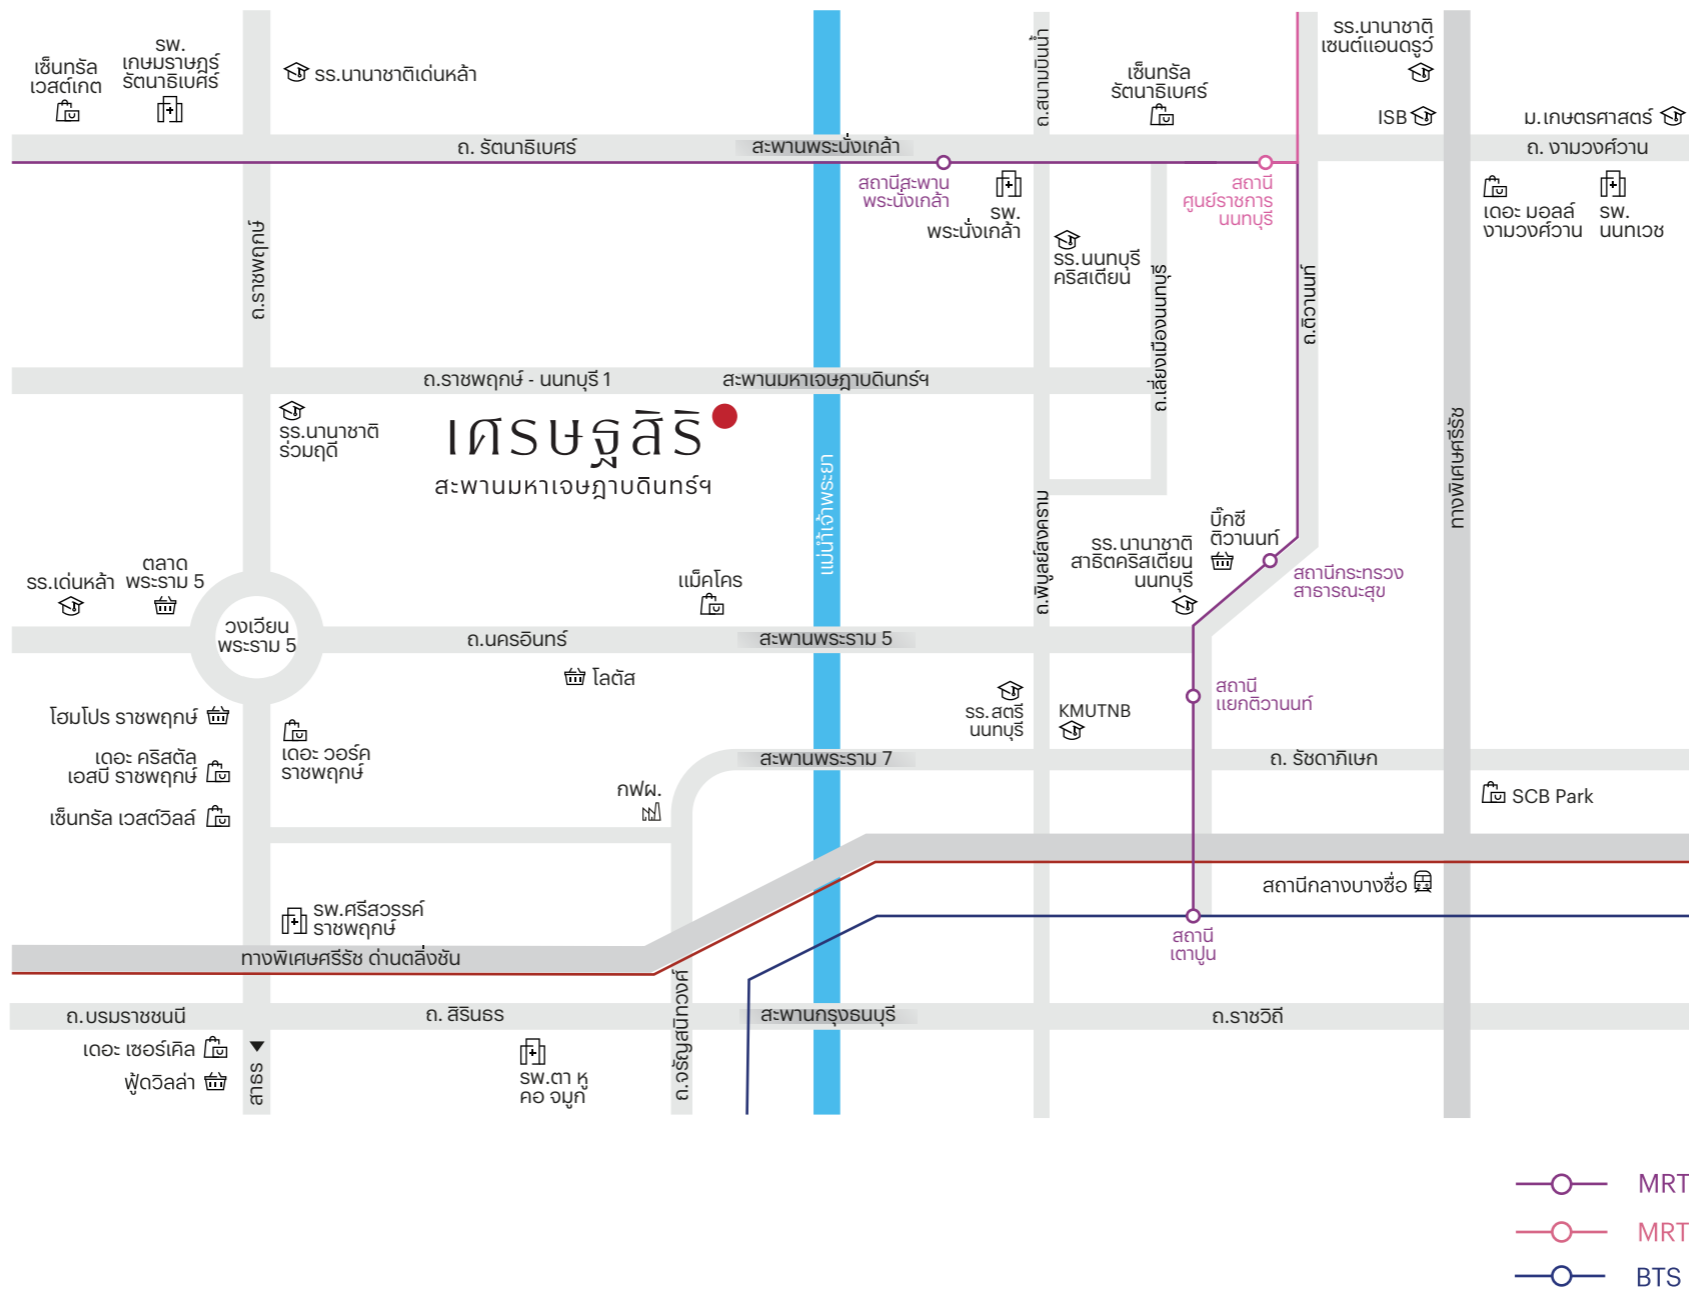 เซ็นทรัล
เวสต์เกต
รพ.
เกษมราษฎร์
รัตนาธิเบศร์
รร.นานาชาติเด่นหล้า
ถ.สนามบินน้ำ
เซ็นทรัล
รัตนาธิเบศร์
รร.นานาชาติ
เซนต์แอนดรูว์
ISB
ม.เกษตรศาสตร์
ถ. รัตนาธิเบศร์
สะพานพระนั่งเกล้า
ถ. งามวงศ์วาน
สถานีสะพาน
พระนั่งเกล้า
รพ.
พระนั่งเกล้า
สถานี
ศูนย์ราชการ
นนทบุรี
เดอะ มอลล์
งามวงศ์วาน
รพ.
นนทเวช
ถ.ราชพฤกษ์
รร.นนทบุรี
คริสเตียน
ถ.เลี่ยงเมืองนนทบุรี
ถ.ติวานนท์
ถ.ราชพฤกษ์ - นนทบุรี 1
สะพานมหาเจษฎาบดินทร์ฯ
รร.นานาชาติ
ร่วมฤดี
เศรษฐสิริ
สะพานมหาเจษฎาบดินทร์ฯ
แม่น้ำเจ้าพระยา
ถ.พิบูลย์สงคราม
ทางพิเศษศรีรัช
บิ๊กซี
ติวานนท์
รร.นานาชาติ
สาธิตคริสเตียน
นนทบุรี
สถานีกระทรวง
สาธารณะสุข
รร.เด่นหล้า
ตลาด
พระราม 5
แม็คโคร
วงเวียน
พระราม 5
ถ.นครอินทร์
สะพานพระราม 5
โลตัส
สถานี
แยกติวานนท์
รร.สตรี
นนทบุรี
KMUTNB
โฮมโปร ราชพฤกษ์
เดอะ คริสตัล
เอสบี ราชพฤกษ์
เดอะ วอร์ค
ราชพฤกษ์
เซ็นทรัล เวสต์วิลล์
สะพานพระราม 7
ถ. รัชดาภิเษก
กฟผ.
SCB Park
สถานีกลางบางซื่อ
รพ.ศรีสวรรค์
ราชพฤกษ์
สถานี
เตาปูน
ทางพิเศษศรีรัช ด่านตลิ่งชัน
ถ.บรมราชชนนี
ถ. สิรินธร
ถ.จรัญสนิทวงศ์
สะพานกรุงธนบุรี
ถ.ราชวิถี
เดอะ เซอร์เคิล
ฟู้ดวิลล่า
สาธร
รพ.ตา หู
คอ จมูก
MRT
MRT
BTS